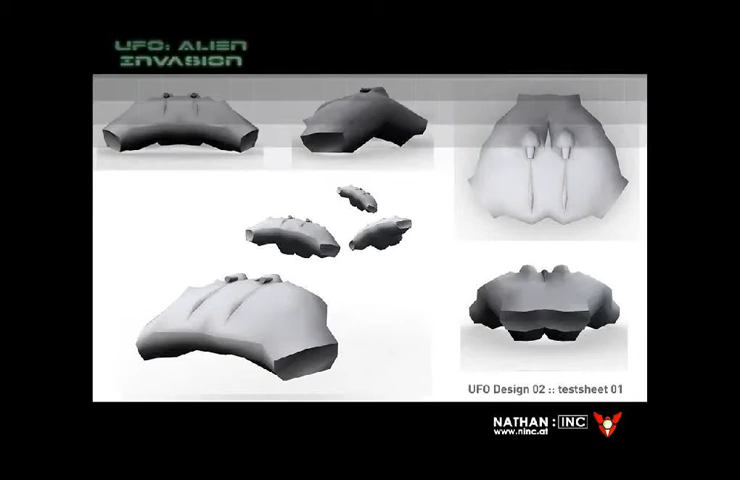 UFO: ALIEN
INVASION
UFO Design 02 :: testsheet 01
NATHAN : INC
www.ninc.at